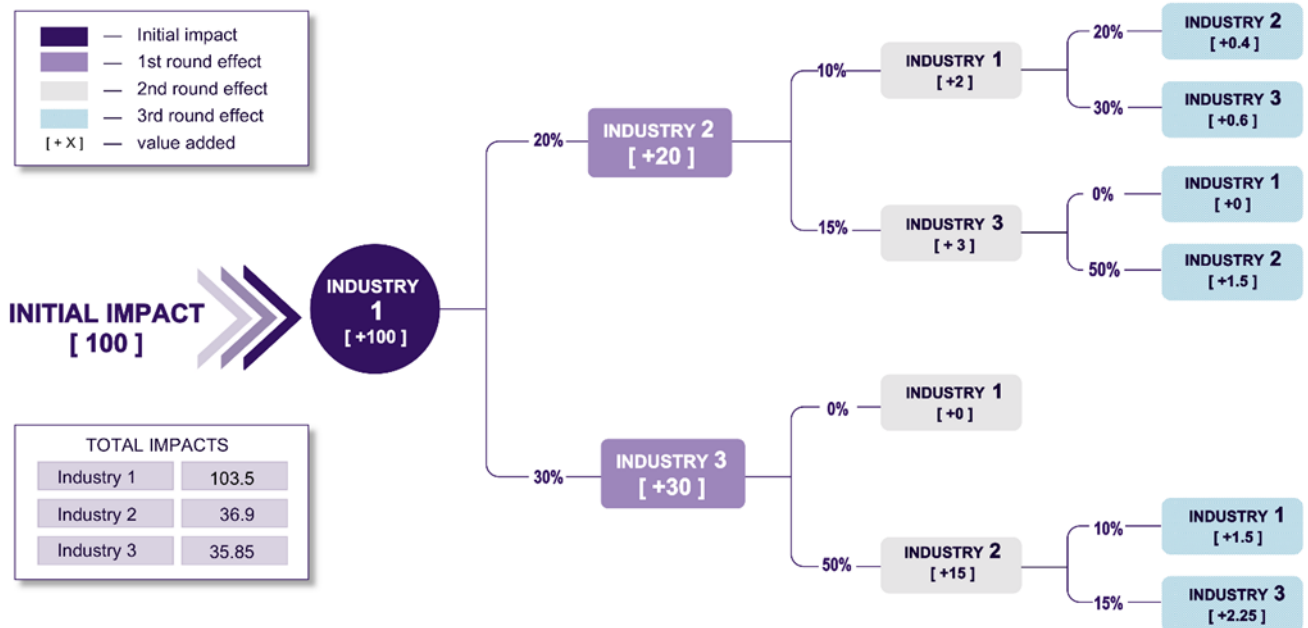 — Initial impact
— 1st round effect
— 2nd round effect
— 3rd round effect
[ + X ] — value added
INITIAL IMPACT
[ 100 ]
INDUSTRY
1
[ +100 ]
20%
INDUSTRY 2
[ +20 ]
10%
INDUSTRY 1
[ +2 ]
20%
INDUSTRY 2
[ +0.4 ]
30%
INDUSTRY 3
[ +0.6 ]
15%
INDUSTRY 3
[ + 3 ]
0%
INDUSTRY 1
[ +0 ]
50%
INDUSTRY 2
[ +1.5 ]
30%
INDUSTRY 3
[ +30 ]
0%
INDUSTRY 1
[ +0 ]
50%
INDUSTRY 2
[ +15 ]
10%
INDUSTRY 1
[ +1.5 ]
15%
INDUSTRY 3
[ +2.25 ]
TOTAL IMPACTS
Industry 1 103.5
Industry 2 36.9
Industry 3 35.85